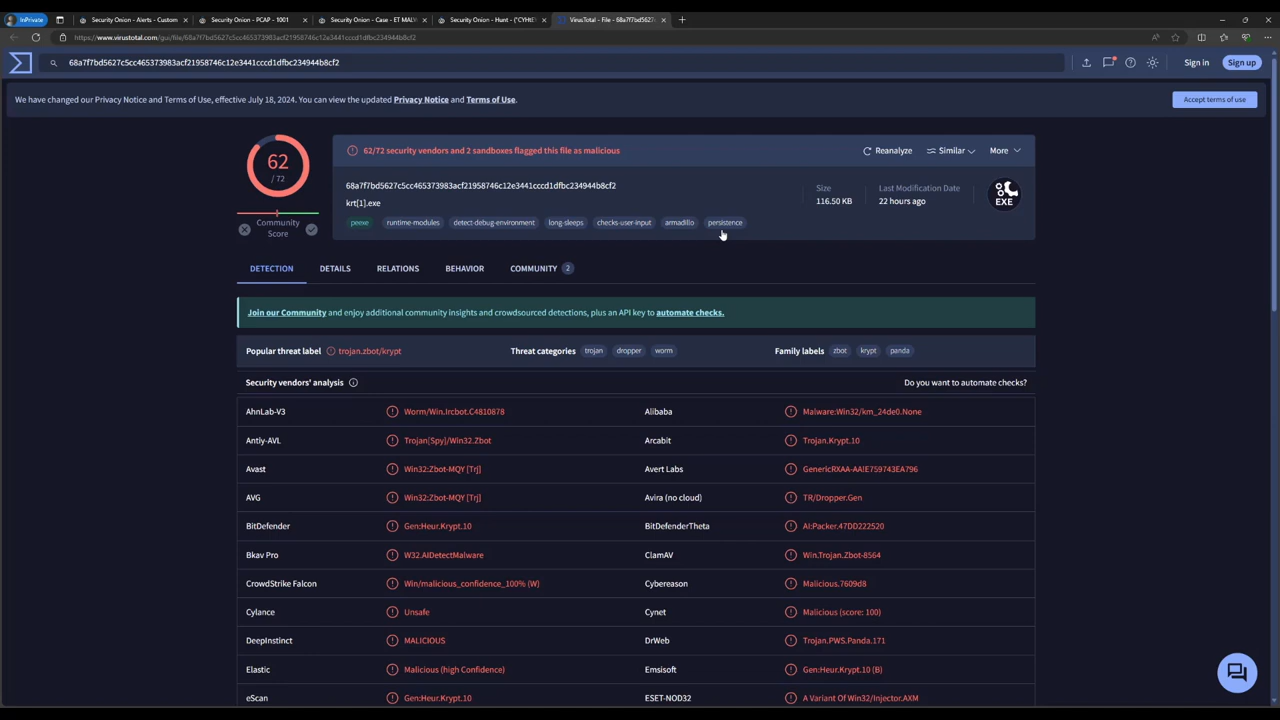 InPrivate
Security Onion - Alerts - Custom
Security Onion - PCAP - 1001
Security Onion - Case - ET MALW
Security Onion - Hunt - ("CYHtE
VirusTotal - File - 68a7f7bd5627c
https://www.virustotal.com/gui/file/68a7f7bd5627c5cc465373983acf21958746c12e3441cccd1dfbc234944b8cf2
68a7f7bd5627c5cc465373983acf21958746c12e3441cccd1dfbc234944b8cf2
Sign in
Sign up
We have changed our Privacy Notice and Terms of Use, effective July 18, 2024. You can view the updated Privacy Notice and Terms of Use.
Accept terms of use
62
/ 72
Community
Score
62/72 security vendors and 2 sandboxes flagged this file as malicious
Reanalyze
Similar
More
68a7f7bd5627c5cc465373983acf21958746c12e3441cccd1dfbc234944b8cf2
krt[1].exe
Size
116.50 KB
Last Modification Date
22 hours ago
EXE
peexe
runtime-modules
detect-debug-environment
long-sleeps
checks-user-input
armadillo
persistence
DETECTION
DETAILS
RELATIONS
BEHAVIOR
COMMUNITY 2
Join our Community and enjoy additional community insights and crowdsourced detections, plus an API key to automate checks.
Popular threat label trojan.zbot/krypt
Threat categories trojan dropper worm
Family labels zbot krypt panda
Security vendors' analysis
Do you want to automate checks?
AhnLab-V3 Worm/Win.Ircbot.C4810878 Alibaba Malware:Win32/km_24de0.None
Antiy-AVL Trojan[Spy]/Win32.Zbot Arcabit Trojan.Krypt.10
Avast Win32:Zbot-MQY [Trj] Avert Labs GenericRXAA-AA!E759743EA796
AVG Win32:Zbot-MQY [Trj] Avira (no cloud) TR/Dropper.Gen
BitDefender Gen:Heur.Krypt.10 BitDefenderTheta AI:Packer.47DD222520
Bkav Pro W32.AIDetectMalware ClamAV Win.Trojan.Zbot-8564
CrowdStrike Falcon Win/malicious_confidence_100% (W) Cybereason Malicious.7609d8
Cylance Unsafe Cynet Malicious (score: 100)
DeepInstinct MALICIOUS DrWeb Trojan.PWS.Panda.171
Elastic Malicious (high Confidence) Emsisoft Gen:Heur.Krypt.10 (B)
eScan Gen:Heur.Krypt.10 ESET-NOD32 A Variant Of Win32/Injector.AXM